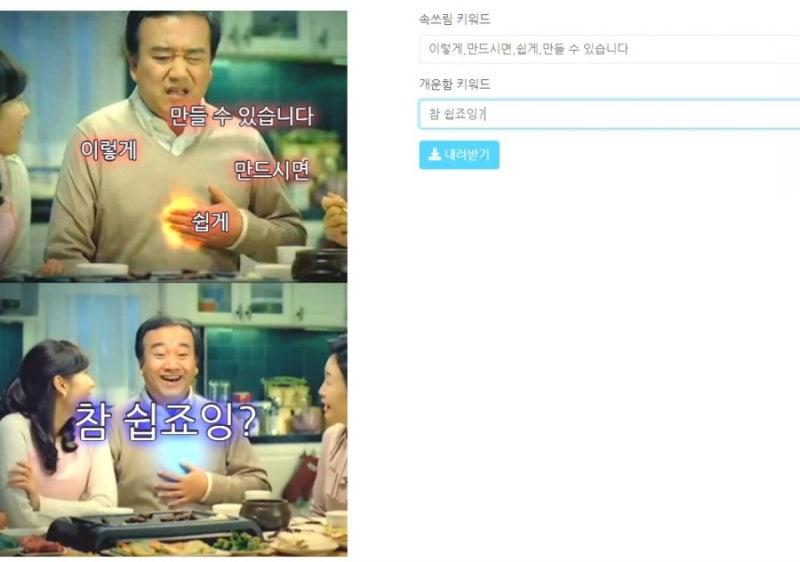 만들 수 있습니다
이렇게
만드시면
쉽게
참 쉽죠잉?
속쓰림 키워드
이렇게,만드시면,쉽게,만들 수 있습니다
개운함 키워드
참 쉽죠잉?
내려받기